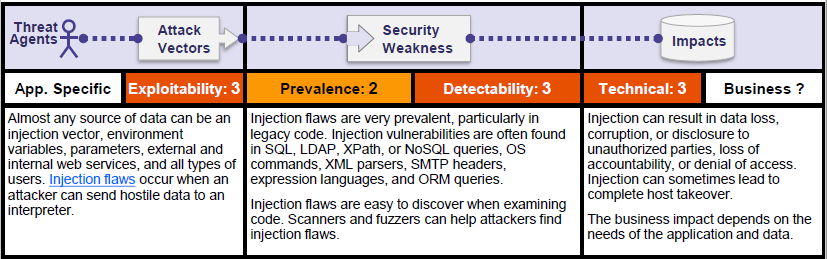 Threat
Agents
Attack
Vectors
Security
Weakness
Impacts
App. Specific
Exploitability: 3
Prevalence: 2
Detectability: 3
Technical: 3
Business ?
Almost any source of data can be an
injection vector, environment
variables, parameters, external and
internal web services, and all types of
users. Injection flaws occur when an
attacker can send hostile data to an
interpreter.
Injection flaws are very prevalent, particularly in
legacy code. Injection vulnerabilities are often found
in SQL, LDAP, XPath, or NoSQL queries, OS
commands, XML parsers, SMTP headers,
expression languages, and ORM queries.
Injection flaws are easy to discover when examining
code. Scanners and fuzzers can help attackers find
injection flaws.
Injection can result in data loss,
corruption, or disclosure to
unauthorized parties, loss of
accountability, or denial of access.
Injection can sometimes lead to
complete host takeover.
The business impact depends on the
needs of the application and data.